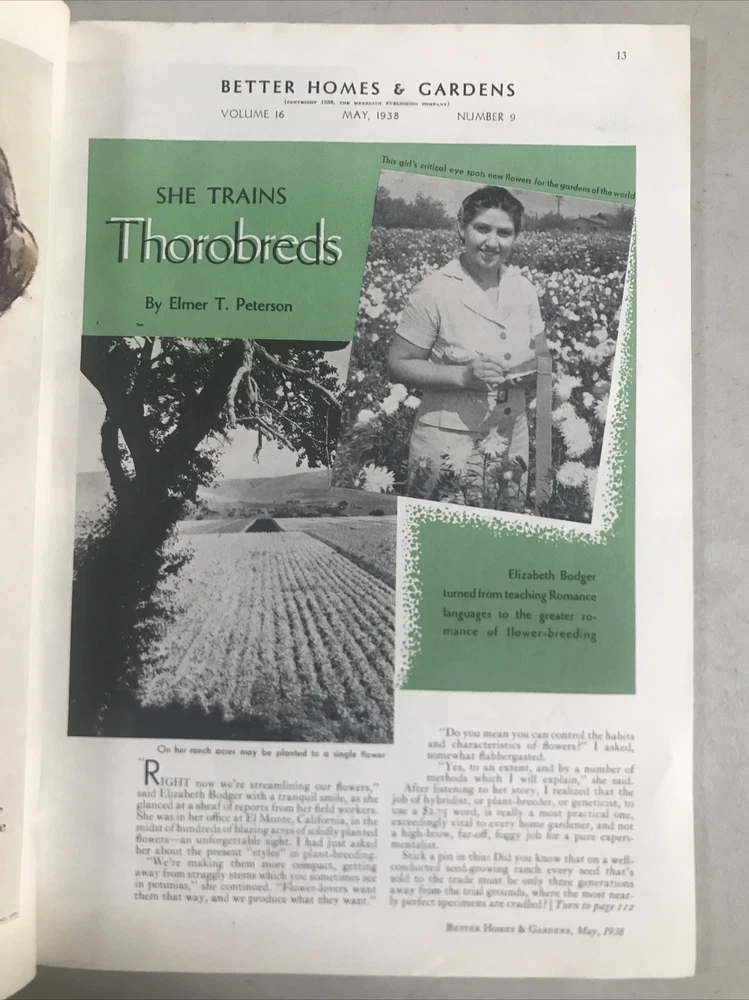 13
BETTER HOMES & GARDENS
(COPYRIGHT 1938, THE MEREDITH PUBLISHING COMPANY)
VOLUME 16 MAY, 1938 NUMBER 9
This girl's critical eye spots new flowers for the gardens of the world
SHE TRAINS
Thorobreds
By Elmer T. Peterson
Elizabeth Bodger
turned from teaching Romance
languages to the greater ro-
mance of flower-breeding
On her ranch acres may be planted to a single flower
"RIGHT now we're streamlining our flowers,"
said Elizabeth Bodger with a tranquil smile, as she
glanced at a sheaf of reports from her field workers.
She was in her office at El Monte, California, in the
midst of hundreds of blazing acres of solidly planted
flowers—an unforgettable sight. I had just asked
her about the present "styles" in plant-breeding.
"We're making them more compact, getting
away from straggly stems which you sometimes see
in petunias," she continued. "Flower-lovers want
them that way, and we produce what they want."
"Do you mean you can control the habits
and characteristics of flowers?" I asked,
somewhat flabbergasted.
"Yes, to an extent, and by a number of
methods which I will explain," she said.
After listening to her story, I realized that the
job of hybridist, or plant-breeder, or geneticist, to
use a $2.75 word, is really a most practical one,
exceedingly vital to every home gardener, and not
a high-brow, far-off, foggy job for a pure experi-
mentalist.
Stick a pin in this: Did you know that on a well-
conducted seed-growing ranch every seed that's
sold to the trade must be only three generations
away from the trial grounds, where the most near-
ly perfect specimens are cradled? [Turn to page 112
BETTER HOMES & GARDENS, May, 1938